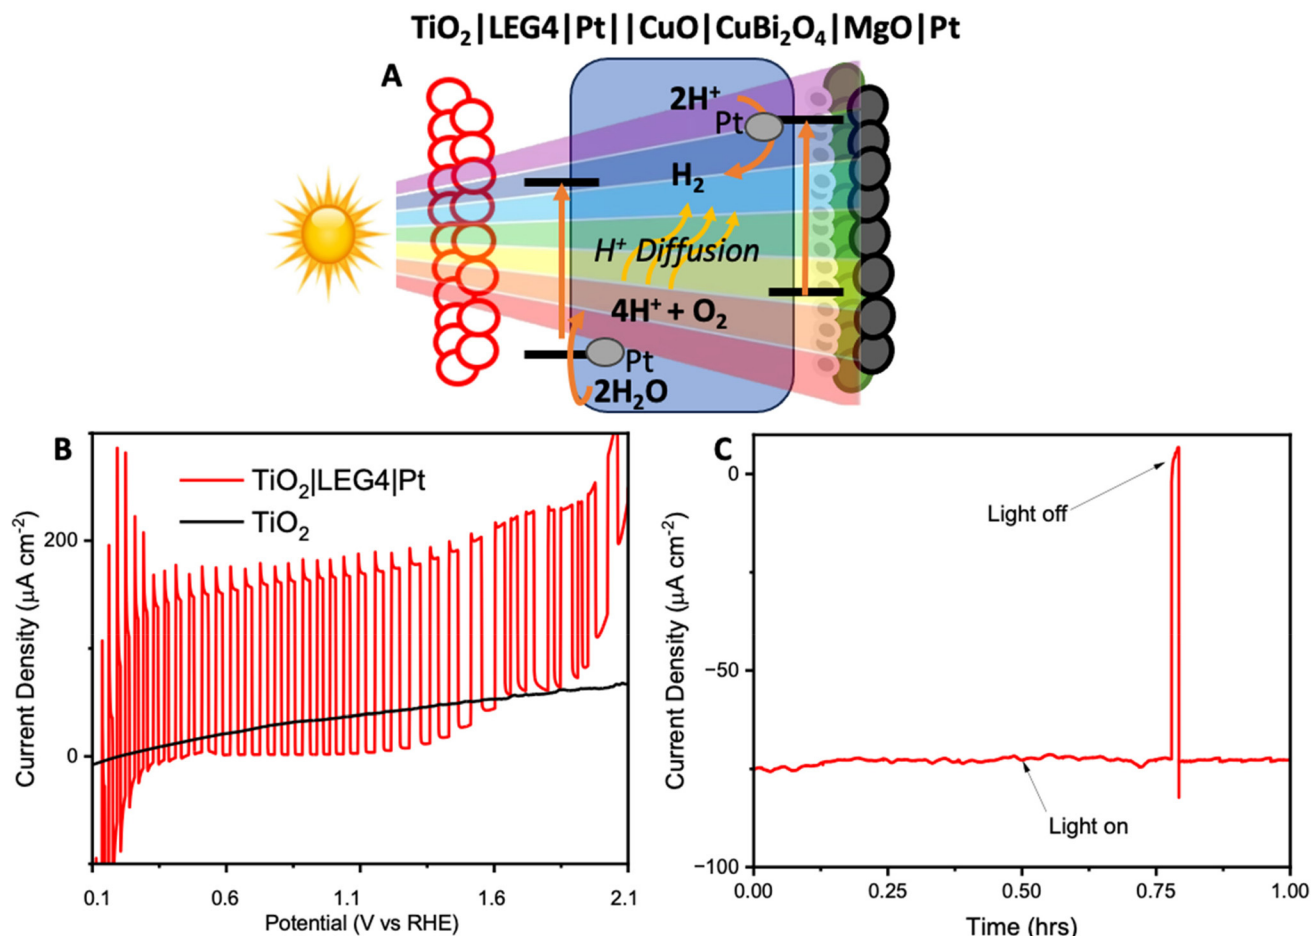 TiO₂|LEG4|Pt||CuO|CuBi₂O₄|MgO|Pt
A
2H⁺
Pt
H₂
H⁺ Diffusion
4H⁺ + O₂
Pt
2H₂O
B
TiO₂|LEG4|Pt
TiO₂
200
0
Current Density (µA cm⁻²)
0.1 0.6 1.1 1.6 2.1
Potential (V vs RHE)
C
0
Light off
−50
Light on
−100
Current Density (µA cm⁻²)
0.00 0.25 0.50 0.75 1.00
Time (hrs)